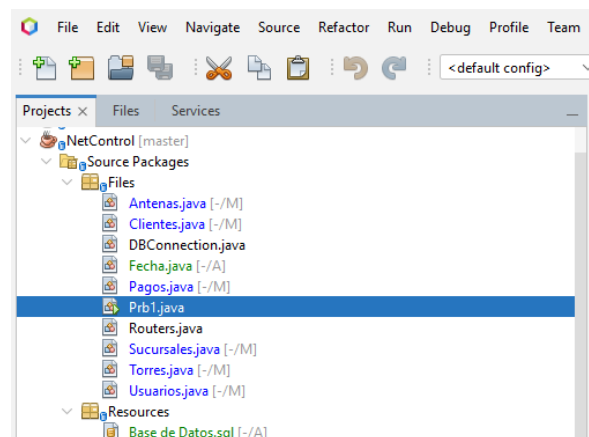 File Edit View Navigate Source Refactor Run Debug Profile Team
<default config>
Projects Files Services
NetControl [master]
Source Packages
Files
Antenas.java [-/M]
Clientes.java [-/M]
DBConnection.java
Fecha.java [-/A]
Pagos.java [-/M]
Prb1.java
Routers.java
Sucursales.java [-/M]
Torres.java [-/M]
Usuarios.java [-/M]
Resources
Base de Datos.sql [-/A]